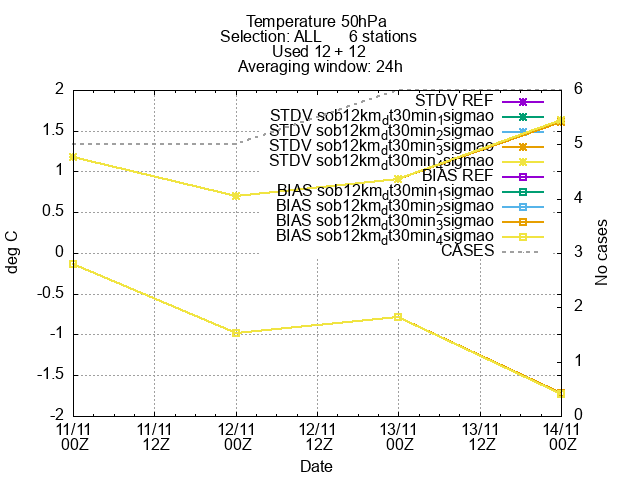 Temperature 50hPa
Selection: ALL      6 stations
Used 12 + 12
Averaging window: 24h
2
1.5
1
0.5
0
-0.5
-1
-1.5
-2
deg C
6
5
4
3
2
1
0
No cases
STDV REF
STDV sob12km_dt30min_1sigmao
STDV sob12km_dt30min_2sigmao
STDV sob12km_dt30min_3sigmao
STDV sob12km_dt30min_4sigmao
BIAS REF
BIAS sob12km_dt30min_1sigmao
BIAS sob12km_dt30min_2sigmao
BIAS sob12km_dt30min_3sigmao
BIAS sob12km_dt30min_4sigmao
CASES
11/11 11/11 12/11 12/11 13/11 13/11 14/11
00Z 12Z 00Z 12Z 00Z 12Z 00Z
Date